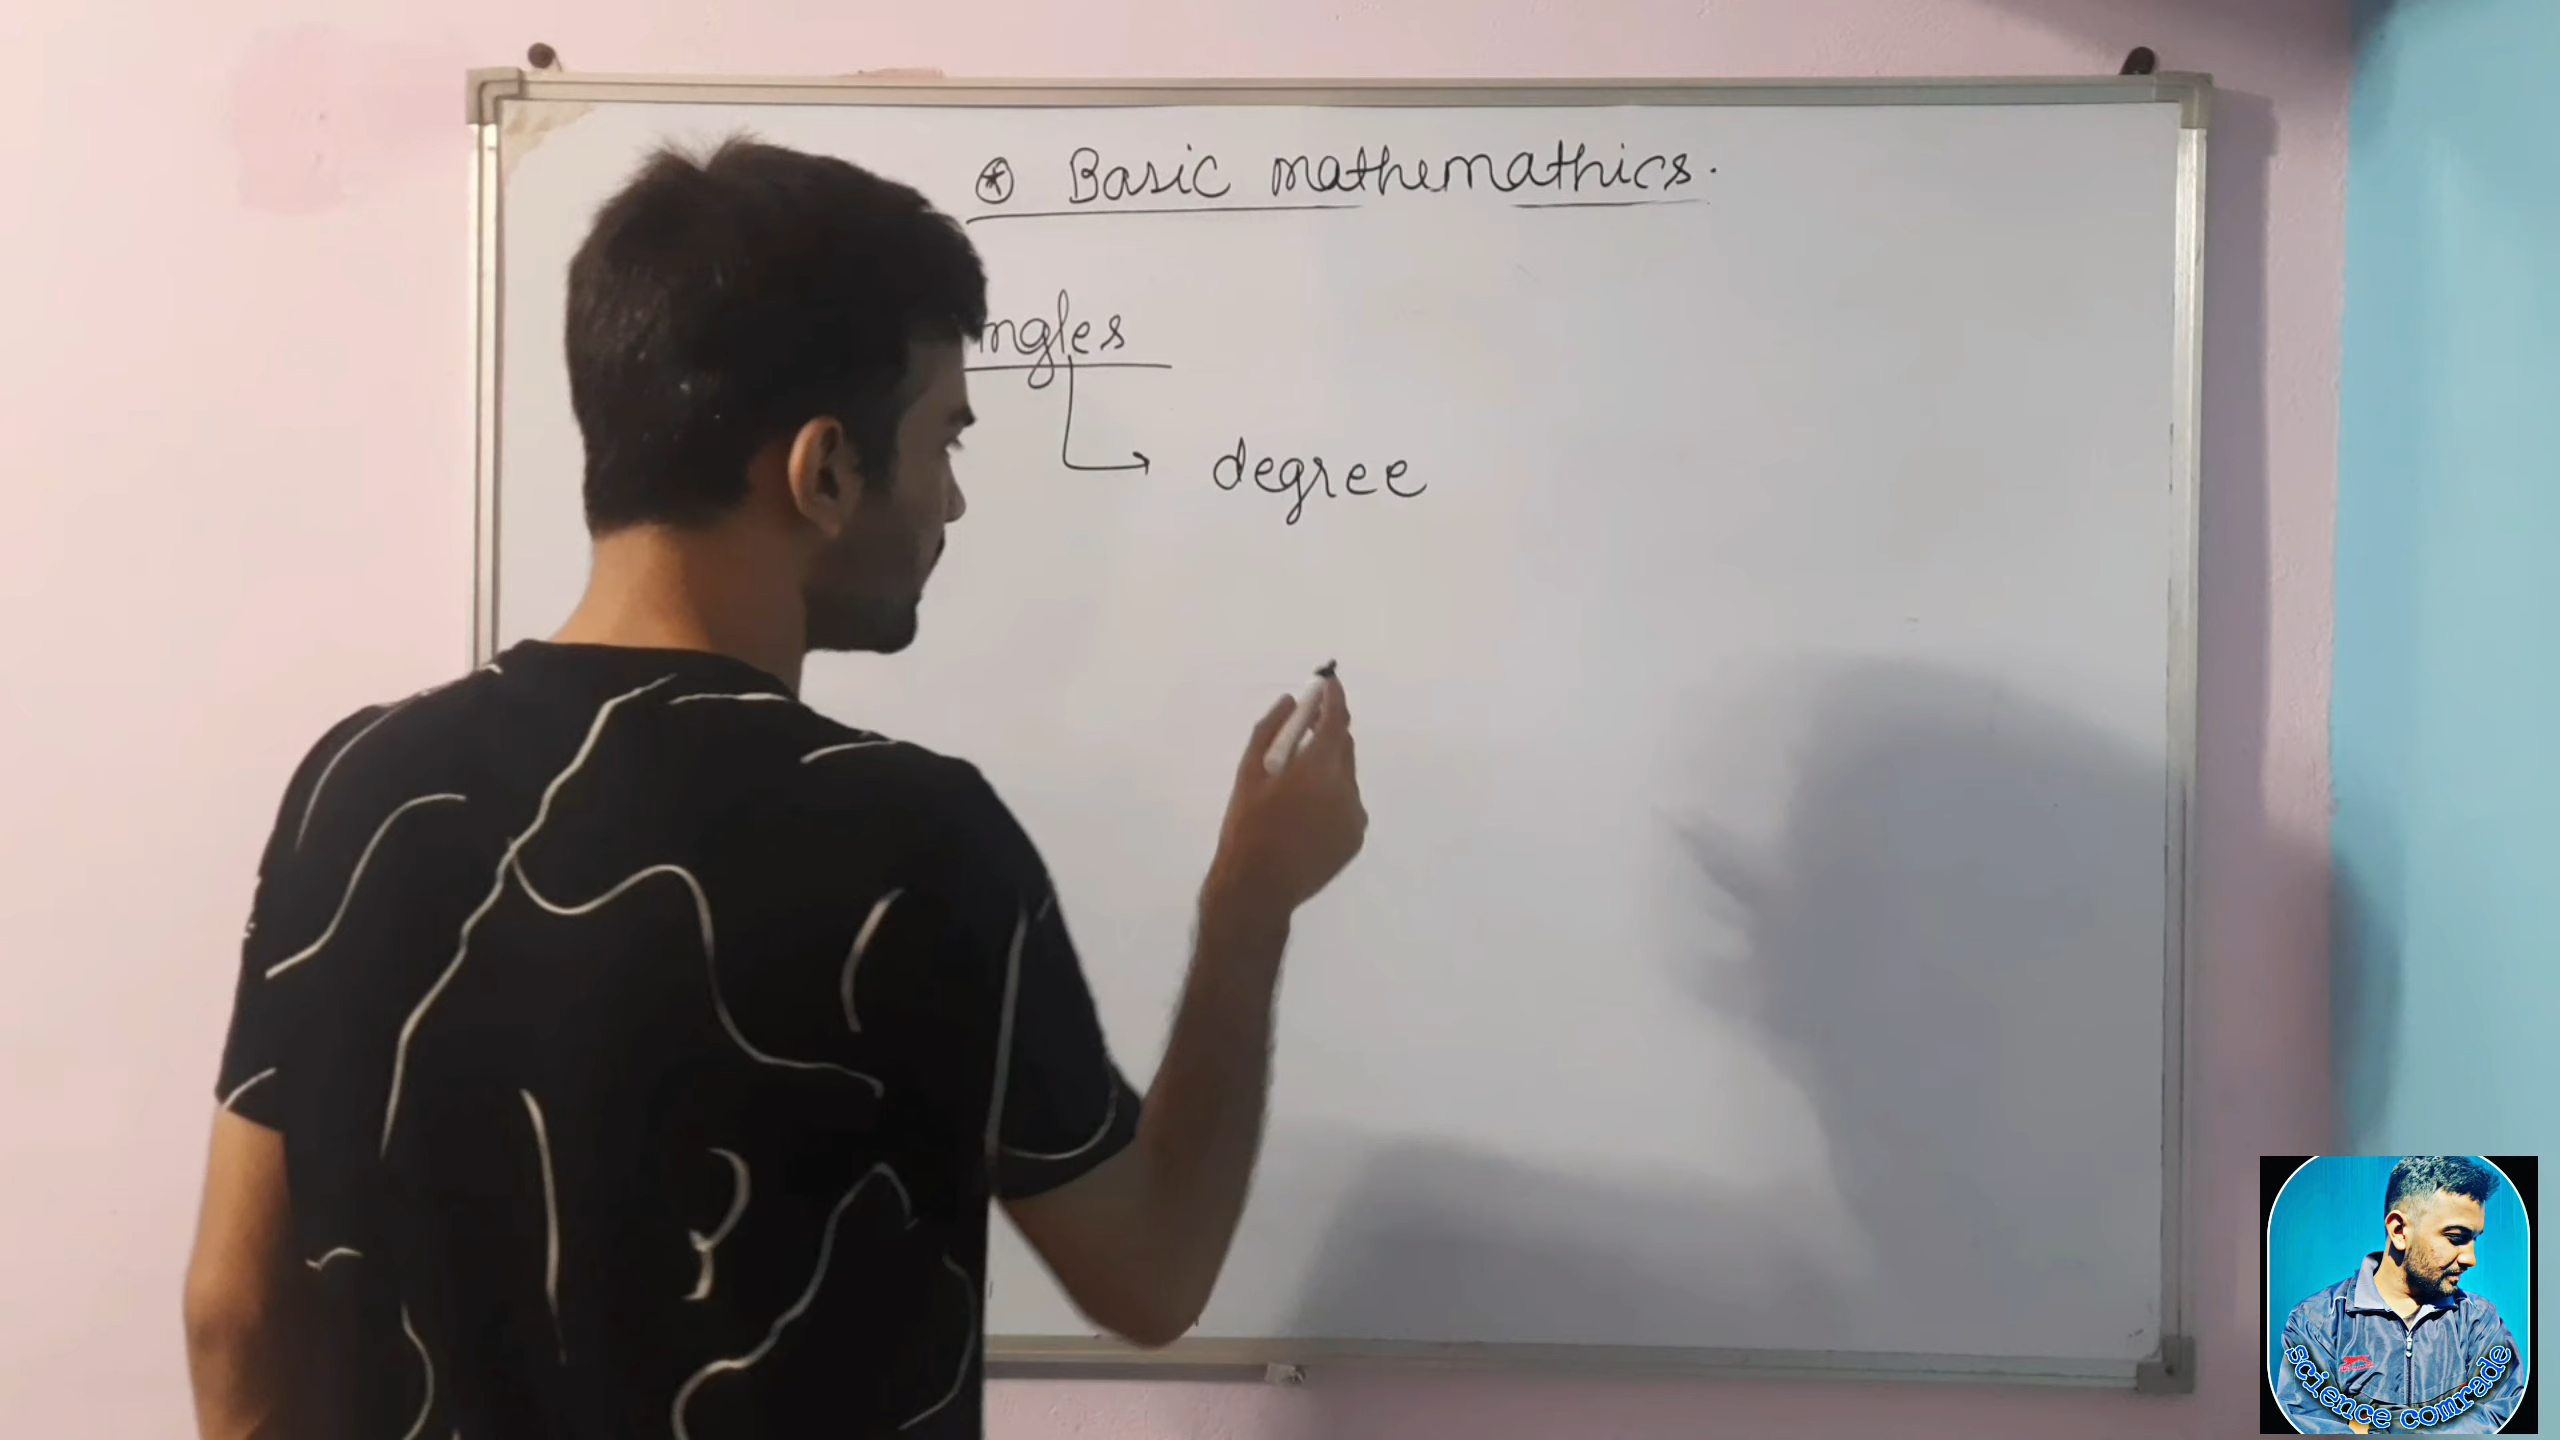 ⊛ Basic mathemathics.
ngles
degree
science comrade